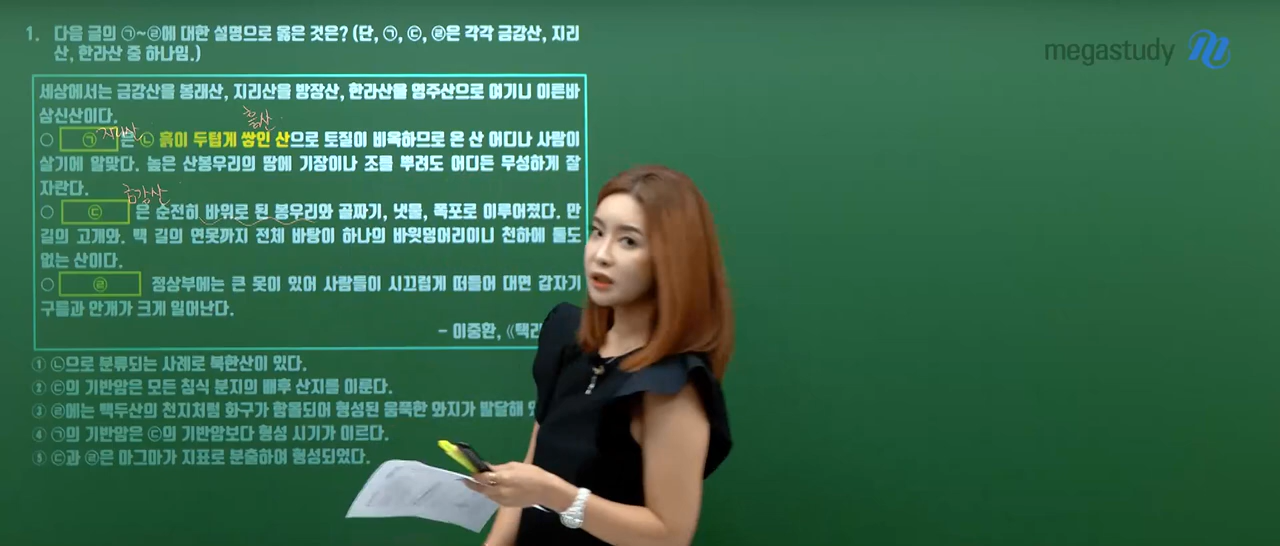 1. 다음 글의 ㉠~㉣에 대한 설명으로 옳은 것은? (단, ㉠, ㉢, ㉣은 각각 금강산, 지리
산, 한라산 중 하나임.)
megastudy
세상에서는 금강산을 봉래산, 지리산을 방장산, 한라산을 영주산으로 여기니 이른바
삼신산이다.
흙산
지리산
○ ㉠ 은 ㉡ 흙이 두텁게 쌓인 산으로 토질이 비옥하므로 온 산 어디나 사람이
살기에 알맞다. 높은 산봉우리의 땅에 기장이나 조를 뿌려도 어디든 무성하게 잘
자란다.
금강산
○ ㉢ 은 순전히 바위로 된 봉우리와 골짜기, 냇물, 폭포로 이루어졌다. 만
길의 고개와. 백 길의 연못까지 전체 바탕이 하나의 바윗덩어리이니 천하에 둘도
없는 산이다.
○ ㉣ 정상부에는 큰 못이 있어 사람들이 시끄럽게 떠들어 대면 갑자기
구름과 안개가 크게 일어난다.
- 이중환, 《택리
① ㉡으로 분류되는 사례로 북한산이 있다.
② ㉢의 기반암은 모든 침식 분지의 배후 산지를 이룬다.
③ ㉣에는 백두산의 천지처럼 화구가 함몰되어 형성된 움푹한 와지가 발달해
④ ㉠의 기반암은 ㉢의 기반암보다 형성 시기가 이르다.
⑤ ㉢과 ㉣은 마그마가 지표로 분출하여 형성되었다.